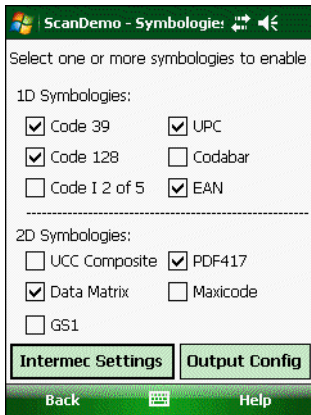 ScanDemo - Symbologies
Select one or more symbologies to enable
1D Symbologies:
Code 39 UPC
Code 128 Codabar
Code I 2 of 5 EAN
2D Symbologies:
UCC Composite PDF417
Data Matrix Maxicode
GS1
Intermec Settings Output Config
Back Help